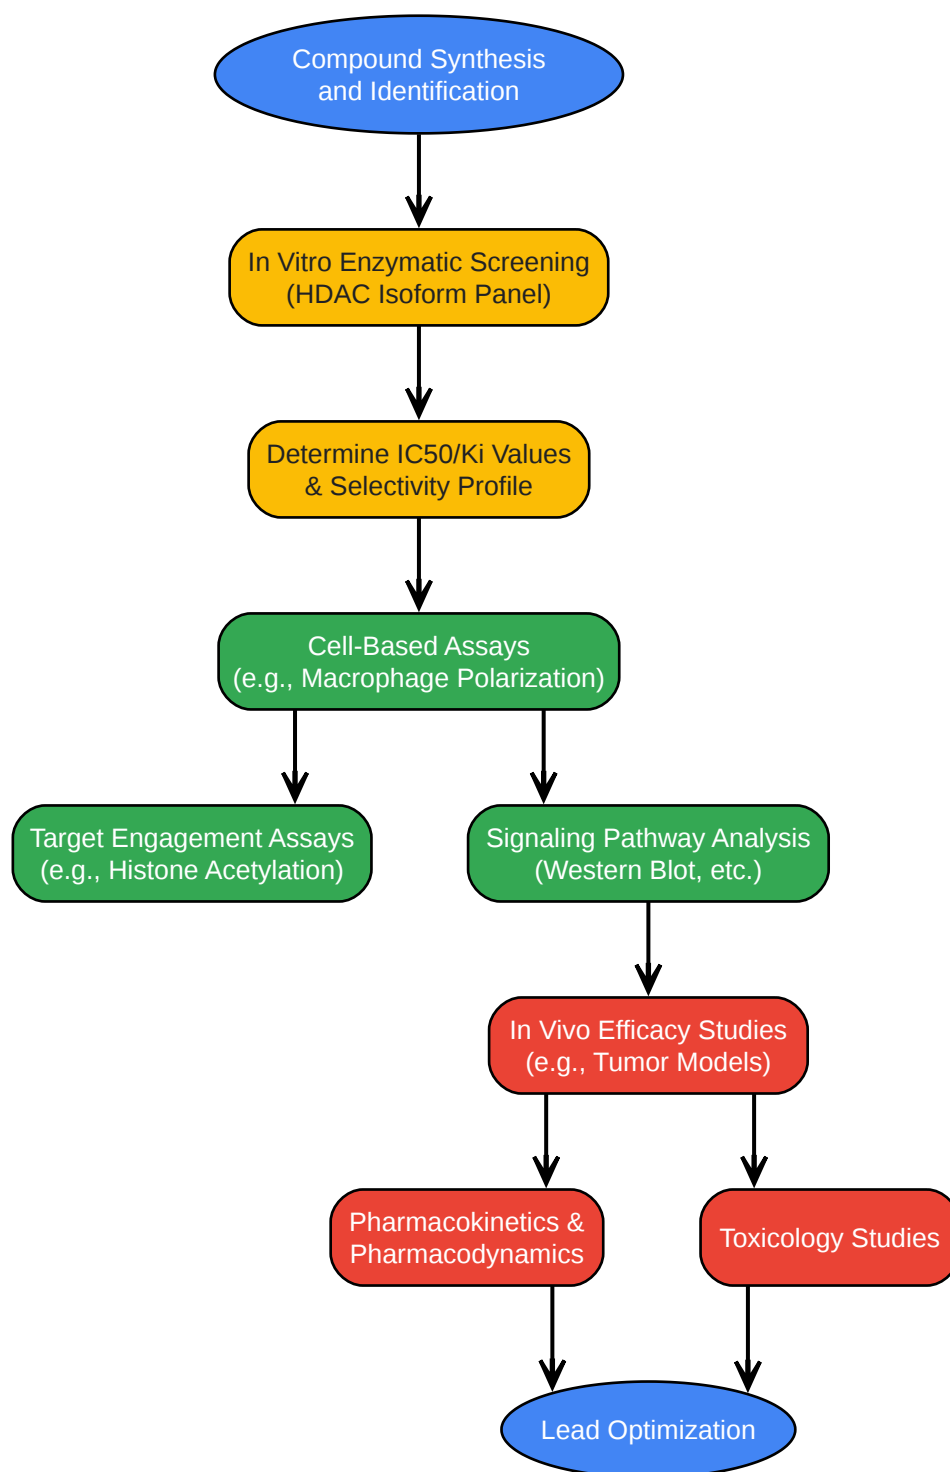 Compound Synthesis
and Identification
In Vitro Enzymatic Screening
(HDAC Isoform Panel)
Determine IC50/Ki Values
& Selectivity Profile
Cell-Based Assays
(e.g., Macrophage Polarization)
Target Engagement Assays
(e.g., Histone Acetylation)
Signaling Pathway Analysis
(Western Blot, etc.)
In Vivo Efficacy Studies
(e.g., Tumor Models)
Pharmacokinetics &
Pharmacodynamics
Toxicology Studies
Lead Optimization